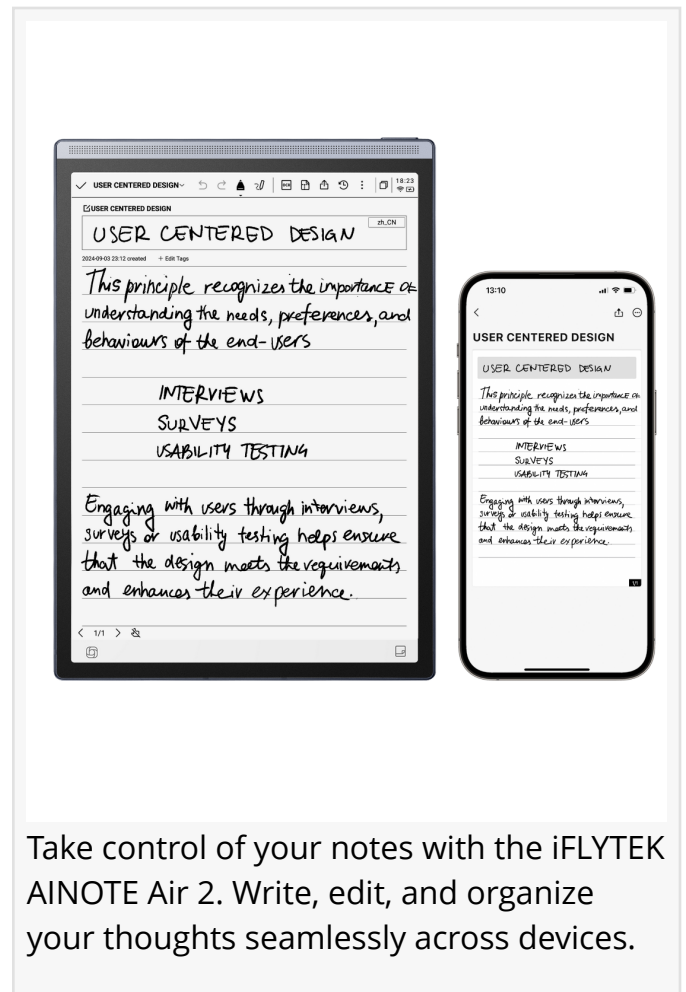 USER CENTERED DESIGN
18:23
USER CENTERED DESIGN
zh_CN
USER CENTERED DESIGN
2024-09-03 23:12 created + Edit Tags
This principle recognizes the importance of
understanding the needs, preferences, and
behaviours of the end-users
INTERVIEWS
SURVEYS
USABILITY TESTING
Engaging with users through interviews,
surveys or usability testing helps ensure
that the design meets the requirements
and enhances their experience.
< 1/1 >
13:10
USER CENTERED DESIGN
USER CENTERED DESIGN
This principle recognizes the importance of
understanding the needs, preferences, and
behaviours of the end-users
INTERVIEWS
SURVEYS
USABILITY TESTING
Engaging with users through interviews,
surveys or usability testing helps ensure
that the design meets the requirements
and enhances their experience.
1/1
Take control of your notes with the iFLYTEK
AINOTE Air 2. Write, edit, and organize
your thoughts seamlessly across devices.